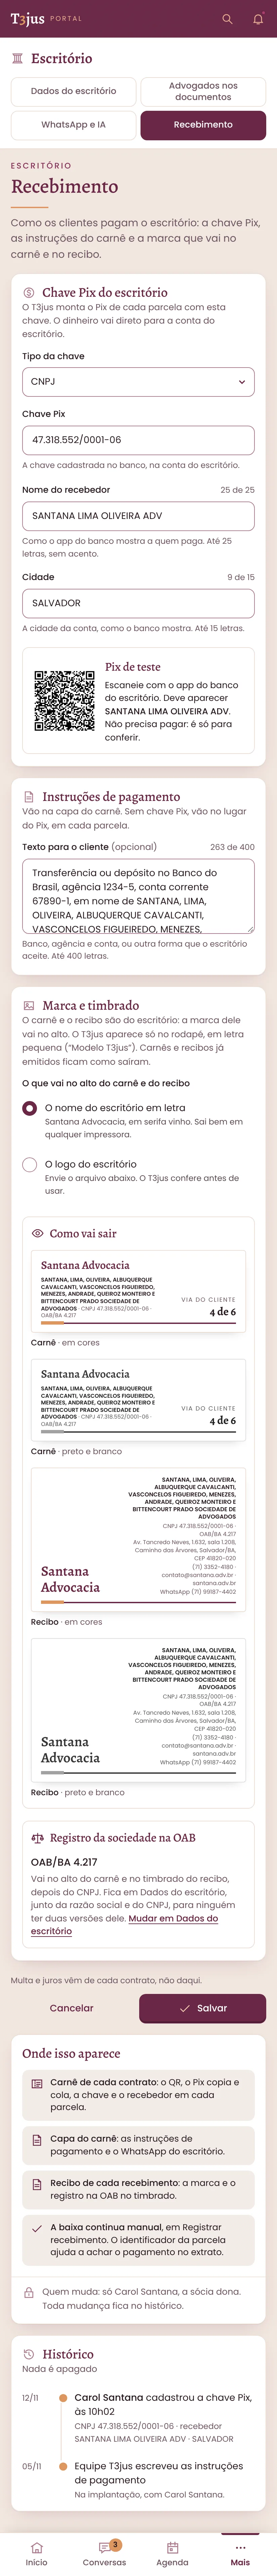 T3jus PORTAL
Escritório
Dados do escritório
Advogados nos
documentos
WhatsApp e IA
Recebimento
ESCRITÓRIO
Recebimento
Como os clientes pagam o escritório: a chave Pix,
as instruções do carnê e a marca que vai no
carnê e no recibo.
Chave Pix do escritório
O T3jus monta o Pix de cada parcela com esta
chave. O dinheiro vai direto para a conta do
escritório.
Tipo da chave
CNPJ
Chave Pix
47.318.552/0001-06
A chave cadastrada no banco, na conta do escritório.
Nome do recebedor
25 de 25
SANTANA LIMA OLIVEIRA ADV
Como o app do banco mostra a quem paga. Até 25
letras, sem acento.
Cidade
9 de 15
SALVADOR
A cidade da conta, como o banco mostra. Até 15 letras.
Pix de teste
Escaneie com o app do banco
do escritório. Deve aparecer
SANTANA LIMA OLIVEIRA ADV.
Não precisa pagar: é só para
conferir.
Instruções de pagamento
Vão na capa do carnê. Sem chave Pix, vão no lugar
do Pix, em cada parcela.
Texto para o cliente (opcional)
263 de 400
Transferência ou depósito no Banco do
Brasil, agência 1234-5, conta corrente
67890-1, em nome de SANTANA, LIMA,
OLIVEIRA, ALBUQUERQUE CAVALCANTI,
VASCONCELOS FIGUEIREDO, MENEZES,
Banco, agência e conta, ou outra forma que o escritório
aceite. Até 400 letras.
Marca e timbrado
O carnê e o recibo são do escritório: a marca dele
vai no alto. O T3jus aparece só no rodapé, em letra
pequena (“Modelo T3jus”). Carnês e recibos já
emitidos ficam como saíram.
O que vai no alto do carnê e do recibo
O nome do escritório em letra
Santana Advocacia, em serifa vinho. Sai bem em
qualquer impressora.
O logo do escritório
Envie o arquivo abaixo. O T3jus confere antes de
usar.
Como vai sair
Santana Advocacia
SANTANA, LIMA, OLIVEIRA, ALBUQUERQUE
CAVALCANTI, VASCONCELOS FIGUEIREDO,
MENEZES, ANDRADE, QUEIROZ MONTEIRO E
BITTENCOURT PRADO SOCIEDADE DE
ADVOGADOS · CNPJ 47.318.552/0001-06 ·
OAB/BA 4.217
VIA DO CLIENTE
4 de 6
Carnê · em cores
Santana Advocacia
SANTANA, LIMA, OLIVEIRA, ALBUQUERQUE
CAVALCANTI, VASCONCELOS FIGUEIREDO,
MENEZES, ANDRADE, QUEIROZ MONTEIRO E
BITTENCOURT PRADO SOCIEDADE DE
ADVOGADOS · CNPJ 47.318.552/0001-06 ·
OAB/BA 4.217
VIA DO CLIENTE
4 de 6
Carnê · preto e branco
Santana
Advocacia
SANTANA, LIMA, OLIVEIRA,
ALBUQUERQUE CAVALCANTI,
VASCONCELOS FIGUEIREDO, MENEZES,
ANDRADE, QUEIROZ MONTEIRO E
BITTENCOURT PRADO SOCIEDADE DE
ADVOGADOS
CNPJ 47.318.552/0001-06 ·
OAB/BA 4.217
Av. Tancredo Neves, 1.632, sala 1.208,
Caminho das Árvores, Salvador/BA,
CEP 41820-020
(71) 3352-4180 ·
contato@santana.adv.br ·
santana.adv.br
WhatsApp (71) 99187-4402
Recibo · em cores
Santana
Advocacia
SANTANA, LIMA, OLIVEIRA,
ALBUQUERQUE CAVALCANTI,
VASCONCELOS FIGUEIREDO, MENEZES,
ANDRADE, QUEIROZ MONTEIRO E
BITTENCOURT PRADO SOCIEDADE DE
ADVOGADOS
CNPJ 47.318.552/0001-06 ·
OAB/BA 4.217
Av. Tancredo Neves, 1.632, sala 1.208,
Caminho das Árvores, Salvador/BA,
CEP 41820-020
(71) 3352-4180 ·
contato@santana.adv.br ·
santana.adv.br
WhatsApp (71) 99187-4402
Recibo · preto e branco
Registro da sociedade na OAB
OAB/BA 4.217
Vai no alto do carnê e no timbrado do recibo,
depois do CNPJ. Fica em Dados do escritório,
junto da razão social e do CNPJ, para ninguém
ter duas versões dele. Mudar em Dados do
escritório
Multa e juros vêm de cada contrato, não daqui.
Cancelar
Salvar
Onde isso aparece
Carnê de cada contrato: o QR, o Pix copia e
cola, a chave e o recebedor em cada
parcela.
Capa do carnê: as instruções de
pagamento e o WhatsApp do escritório.
Recibo de cada recebimento: a marca e o
registro na OAB no timbrado.
A baixa continua manual, em Registrar
recebimento. O identificador da parcela
ajuda a achar o pagamento no extrato.
Quem muda: só Carol Santana, a sócia dona.
Toda mudança fica no histórico.
Histórico
Nada é apagado
12/11
Carol Santana cadastrou a chave Pix,
às 10h02
CNPJ 47.318.552/0001-06 · recebedor
SANTANA LIMA OLIVEIRA ADV · SALVADOR
05/11
Equipe T3jus escreveu as instruções
de pagamento
Na implantação, com Carol Santana.
Início
3
Conversas
Agenda
Mais